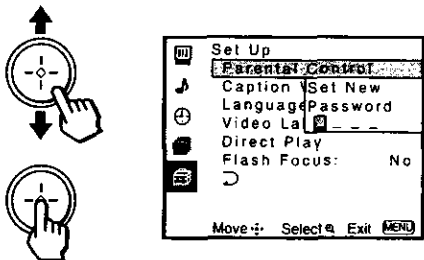 Set Up
Parental Control
Caption V Set New
Language Password
Video La
Direct Play
Flash Focus: No
Move Select Exit MENU